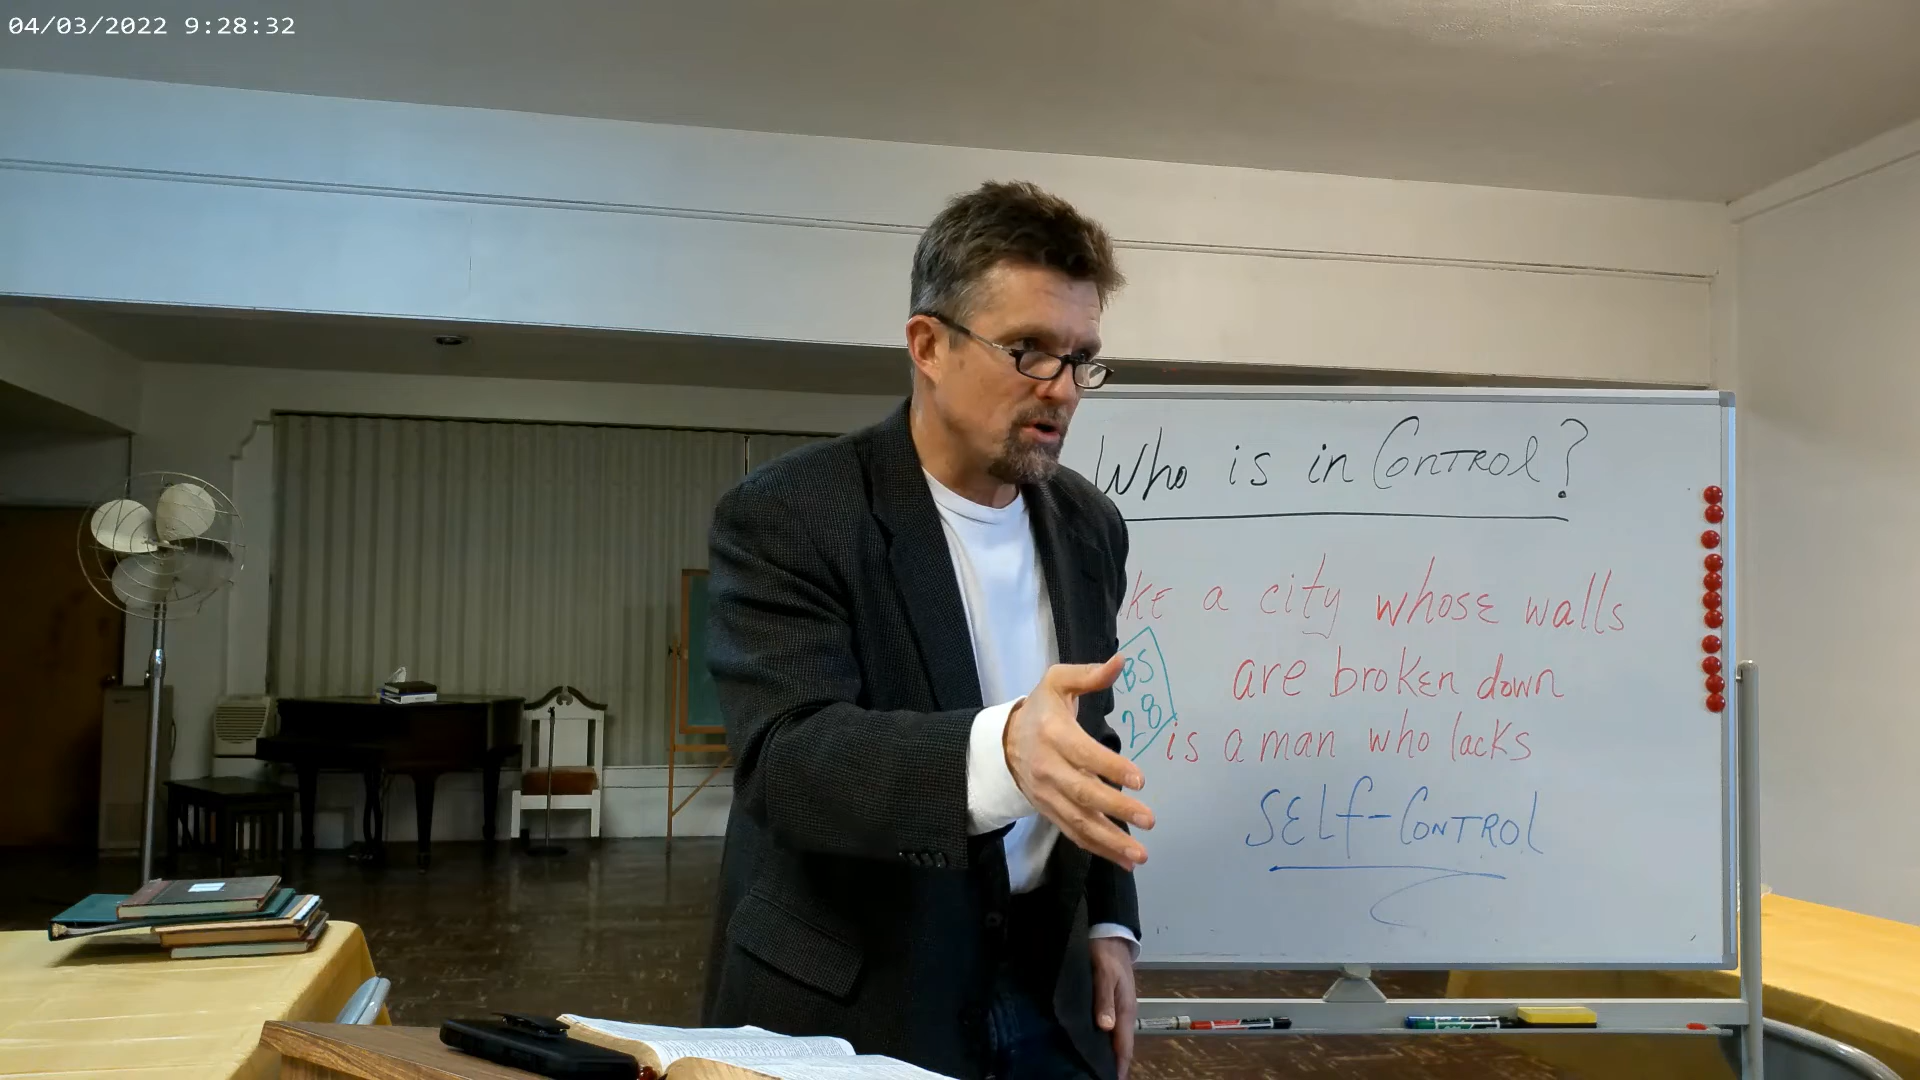 04/03/2022 9:28:32
Who is in Control?
a city whose walls
are broken down
28
is a man who lacks
SELf-CONTROl